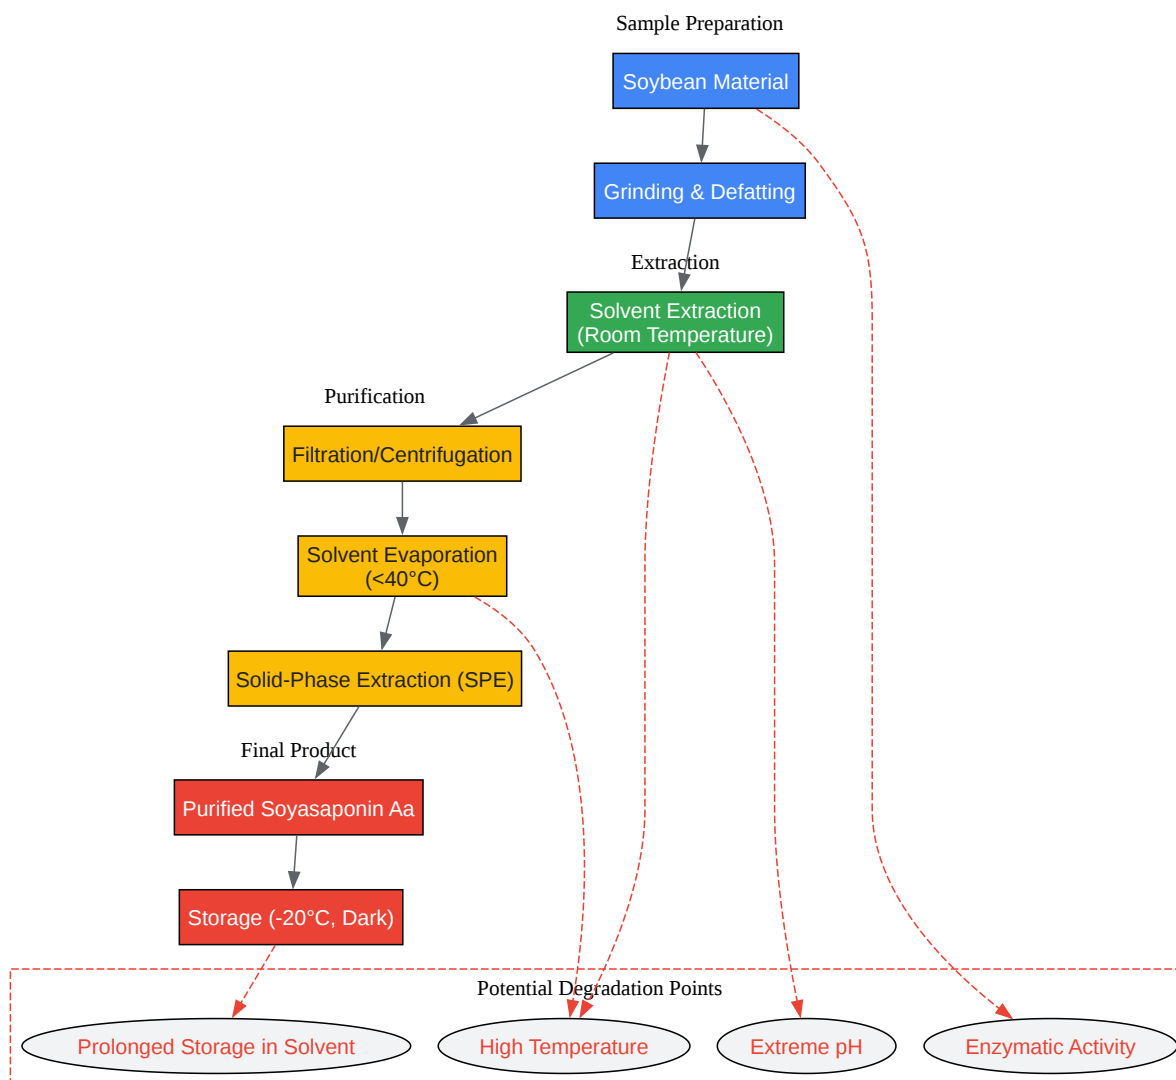 Sample Preparation
Soybean Material
Grinding & Defatting
Extraction
Solvent Extraction
(Room Temperature)
Purification
Filtration/Centrifugation
Solvent Evaporation
(<40°C)
Solid-Phase Extraction (SPE)
Final Product
Purified Soyasaponin Aa
Storage (-20°C, Dark)
Potential Degradation Points
Prolonged Storage in Solvent
High Temperature
Extreme pH
Enzymatic Activity